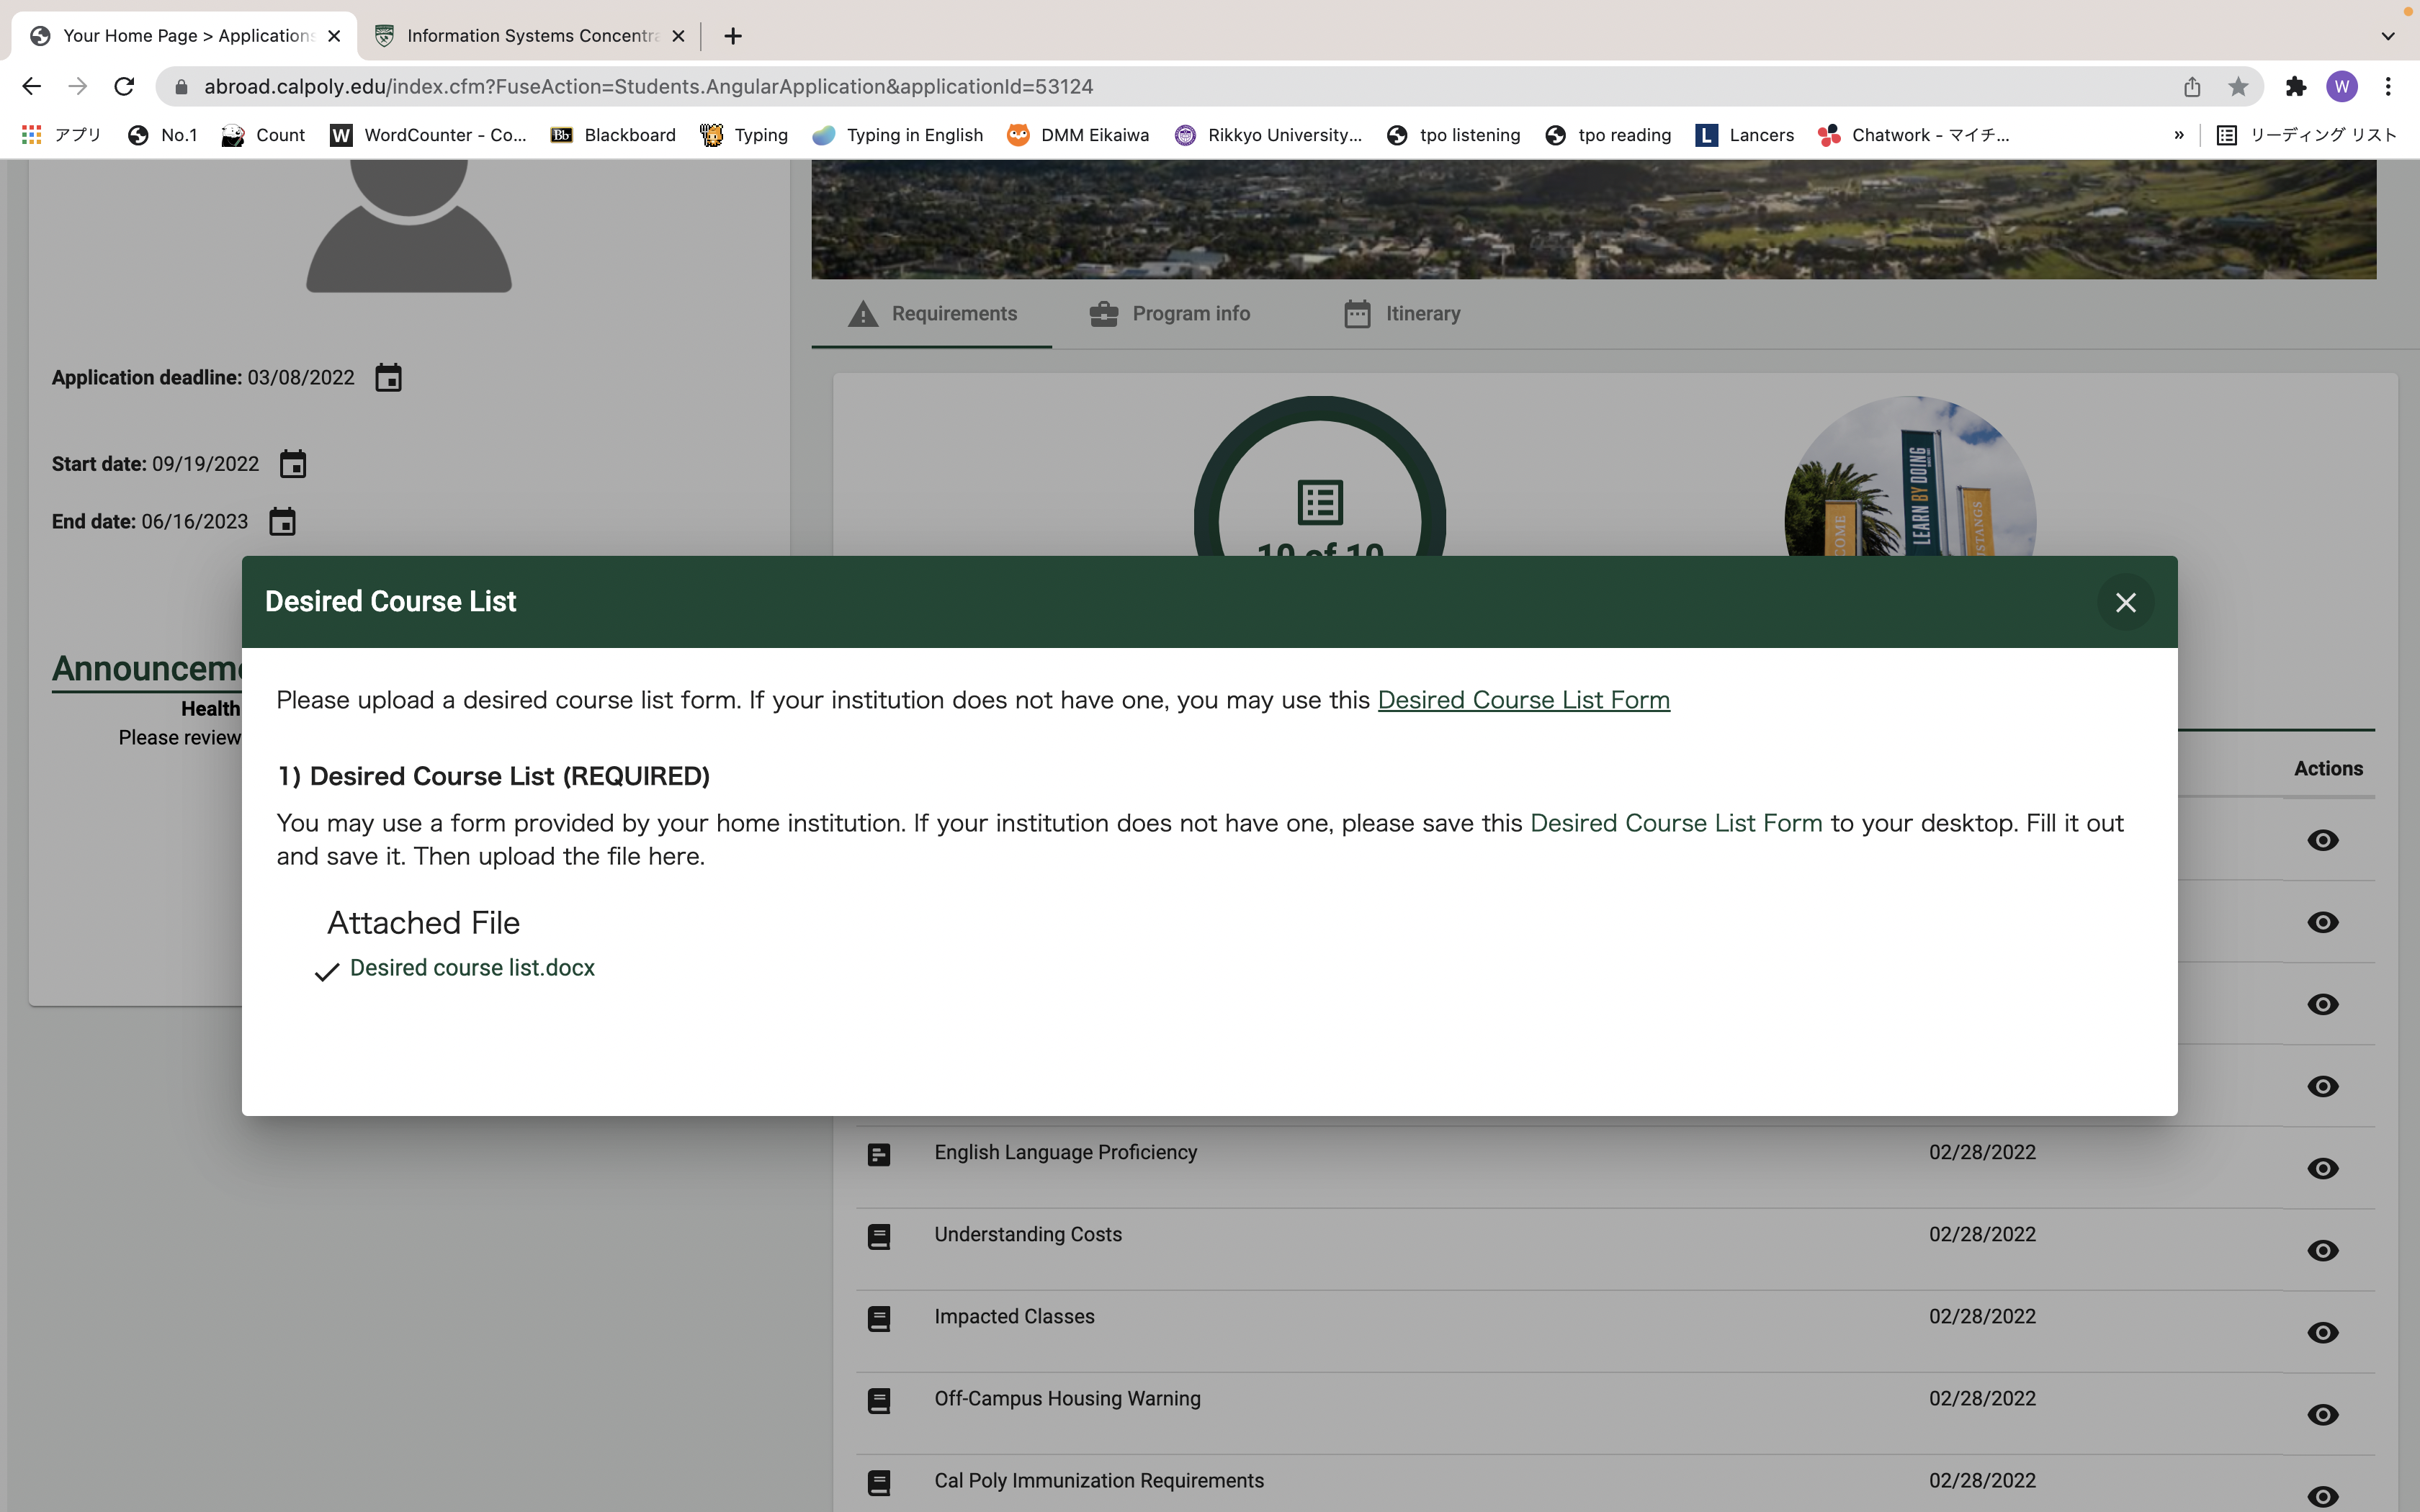 Your Home Page > Applications
Information Systems Concentra
abroad.calpoly.edu/index.cfm?FuseAction=Students.AngularApplication&applicationId=53124
W
アプリ
No.1
Count
W
WordCounter - Co...
Bb
Blackboard
Typing
Typing in English
DMM Eikaiwa
Rikkyo University...
tpo listening
tpo reading
L
Lancers
Chatwork - マイチ...
»
リーディング リスト
Requirements
Program info
Itinerary
Application deadline: 03/08/2022
Start date: 09/19/2022
End date: 06/16/2023
LEARN BY DOING
10 of 10
Desired Course List
Announcem
Health
Please review
Please upload a desired course list form. If your institution does not have one, you may use this Desired Course List Form
1) Desired Course List (REQUIRED)
You may use a form provided by your home institution. If your institution does not have one, please save this Desired Course List Form to your desktop. Fill it out
and save it. Then upload the file here.
Attached File
Desired course list.docx
Actions
English Language Proficiency
02/28/2022
Understanding Costs
02/28/2022
Impacted Classes
02/28/2022
Off-Campus Housing Warning
02/28/2022
Cal Poly Immunization Requirements
02/28/2022